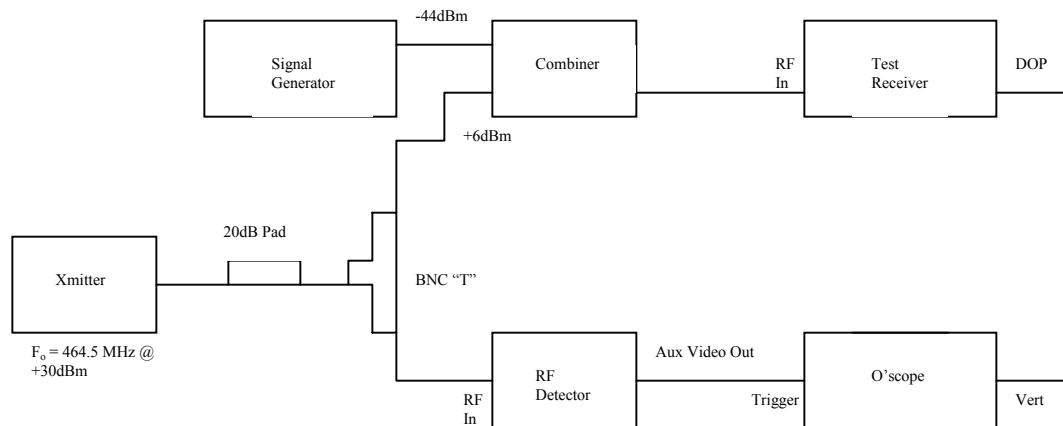 -44dBm
Signal
Generator
Combiner
RF
In
Test
Receiver
DOP
+6dBm
20dB Pad
Xmitter
BNC “T”
Fo = 464.5 MHz @
+30dBm
RF
In
RF
Detector
Aux Video Out
Trigger
O’scope
Vert